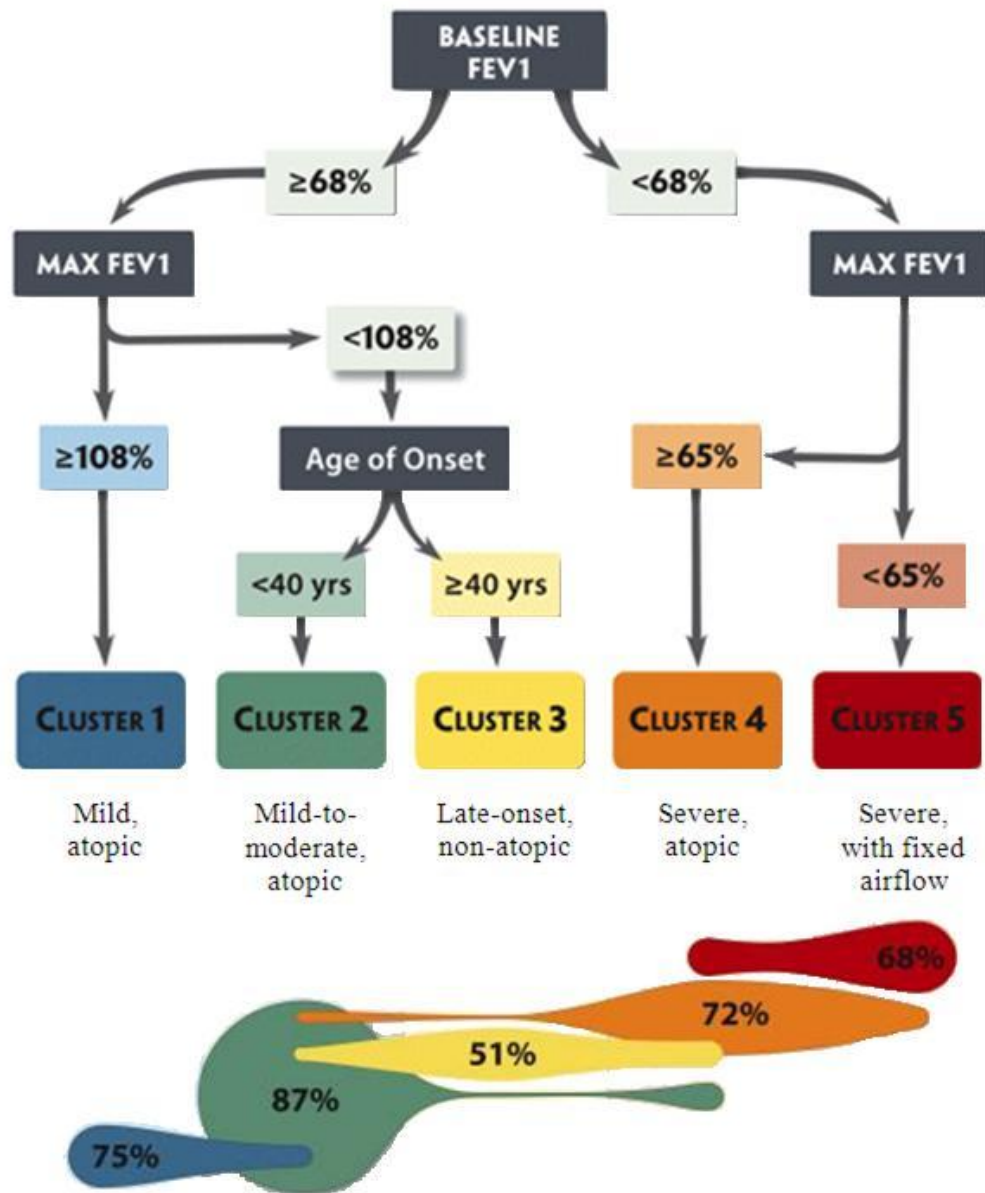 BASELINE
FEV1
≥68%
<68%
MAX FEV1
MAX FEV1
<108%
≥108%
Age of Onset
≥65%
<40 yrs
≥40 yrs
<65%
CLUSTER 1
CLUSTER 2
CLUSTER 3
CLUSTER 4
CLUSTER 5
Mild,
atopic
Mild-to-
moderate,
atopic
Late-onset,
non-atopic
Severe,
atopic
Severe,
with fixed
airflow
68%
72%
51%
87%
75%